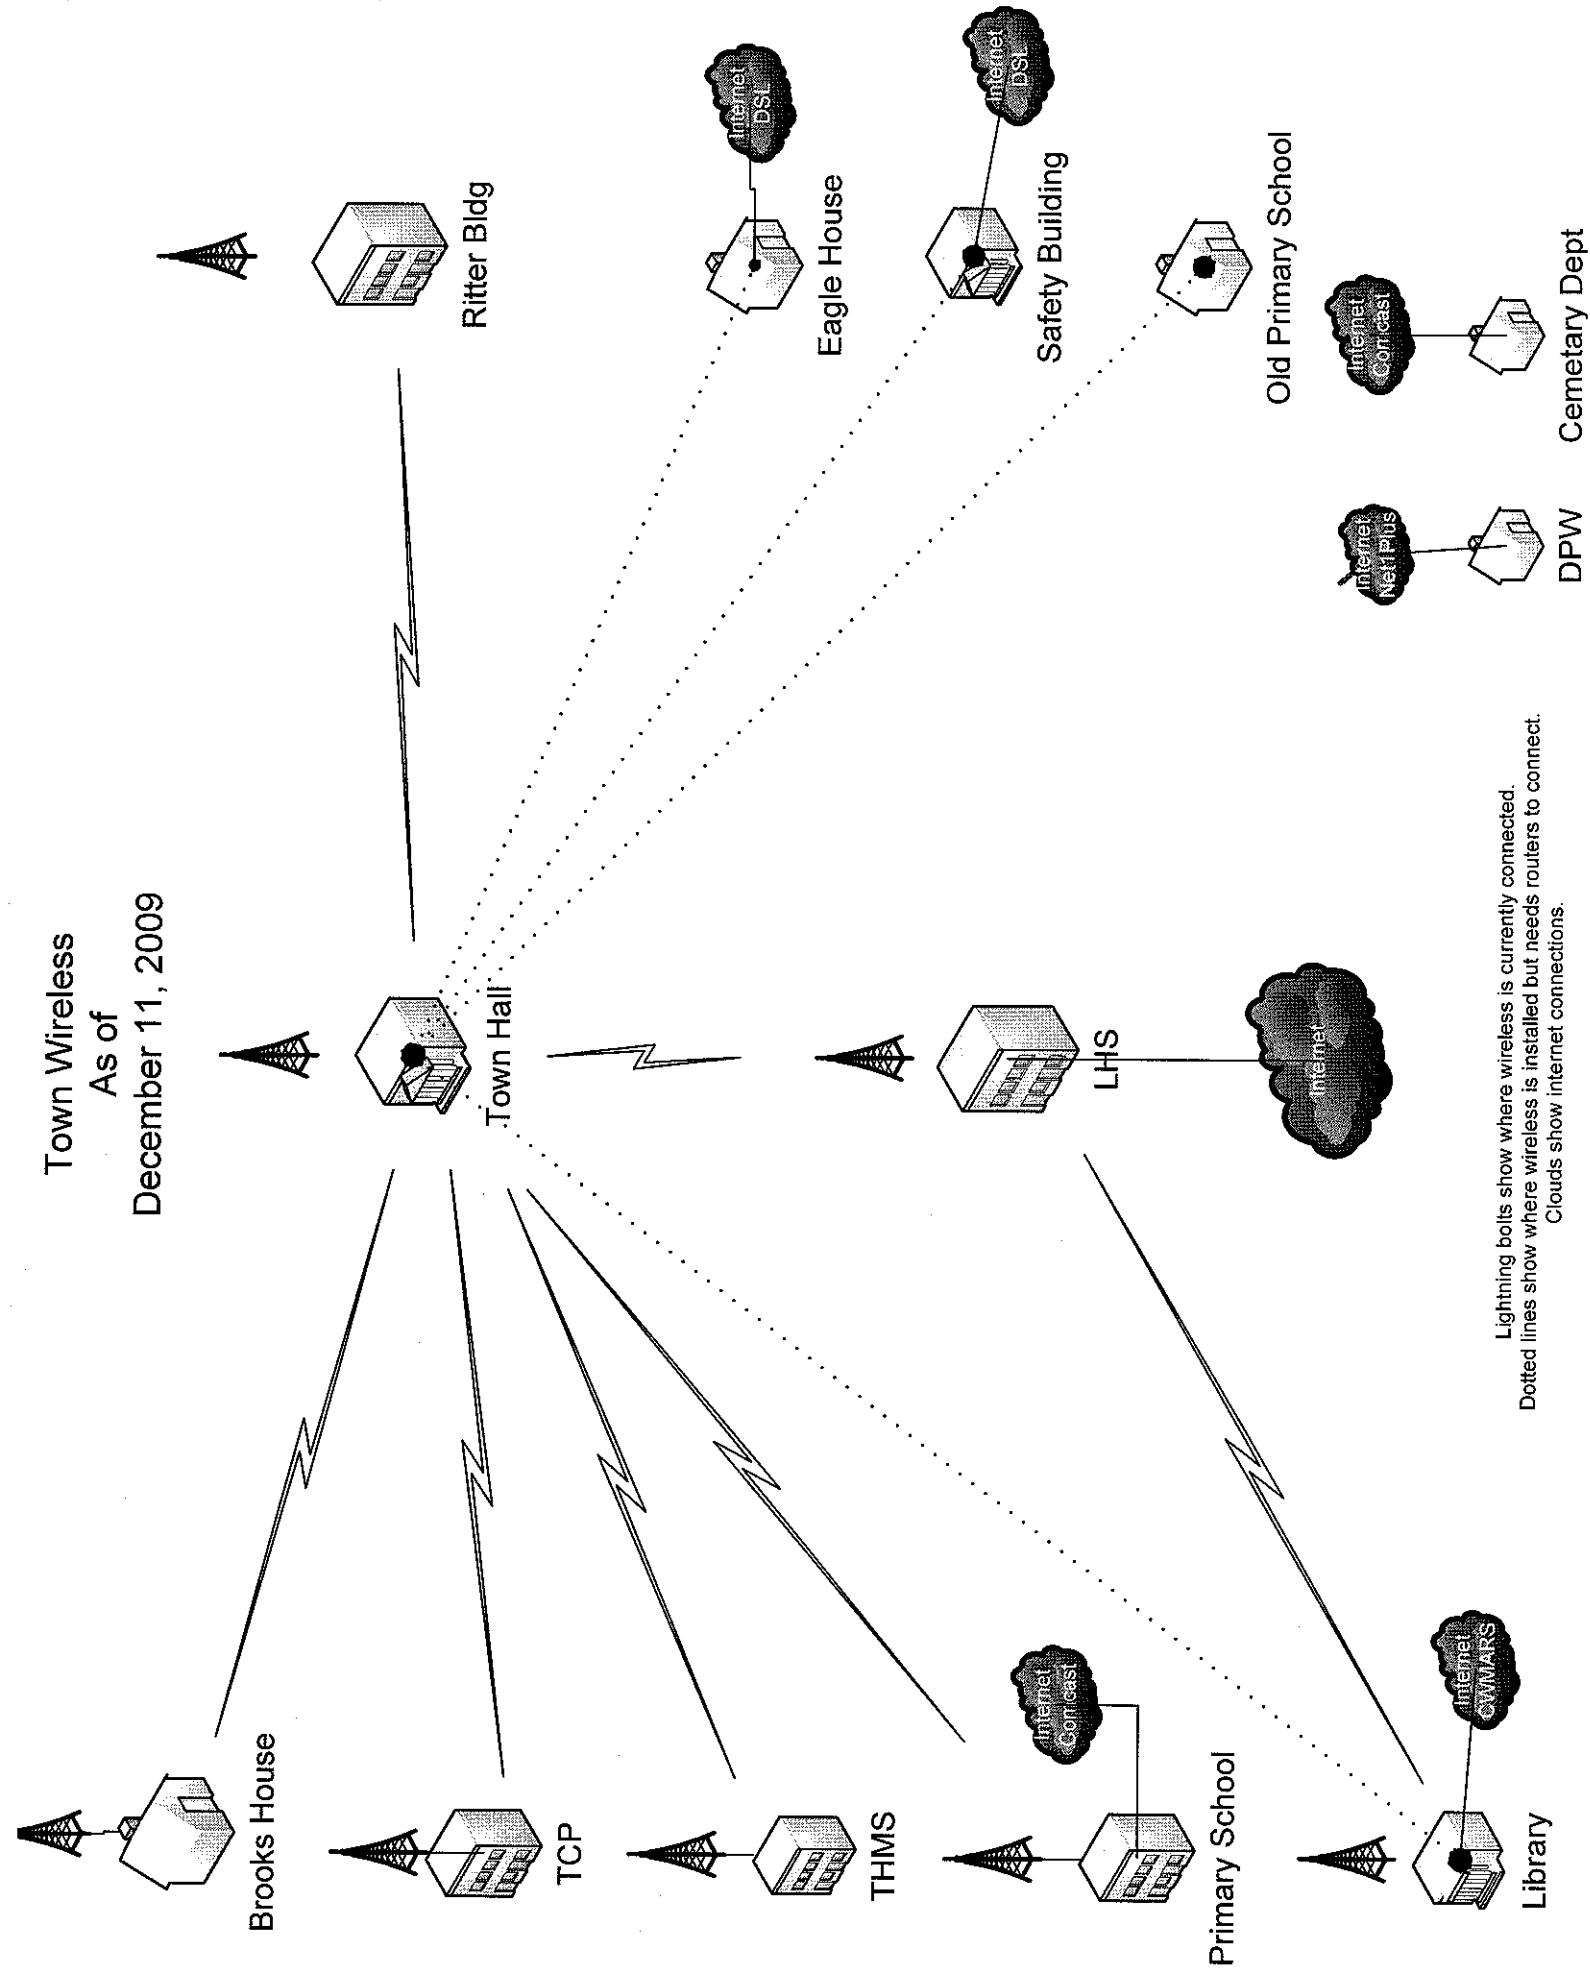 Town Wireless
As of
December 11, 2009
Brooks House
TCP
THMS
Primary School
Internet
Comcast
Library
Internet
CWMARS
Town Hall
LHS
Internet
Ritter Bldg
Eagle House
Internet
DSL
Safety Building
Internet
DSL
Old Primary School
DPW
Internet
Net1Plus
Cemetary Dept
Internet
Comcast
Lightning bolts show where wireless is currently connected.
Dotted lines show where wireless is installed but needs routers to connect.
Clouds show internet connections.